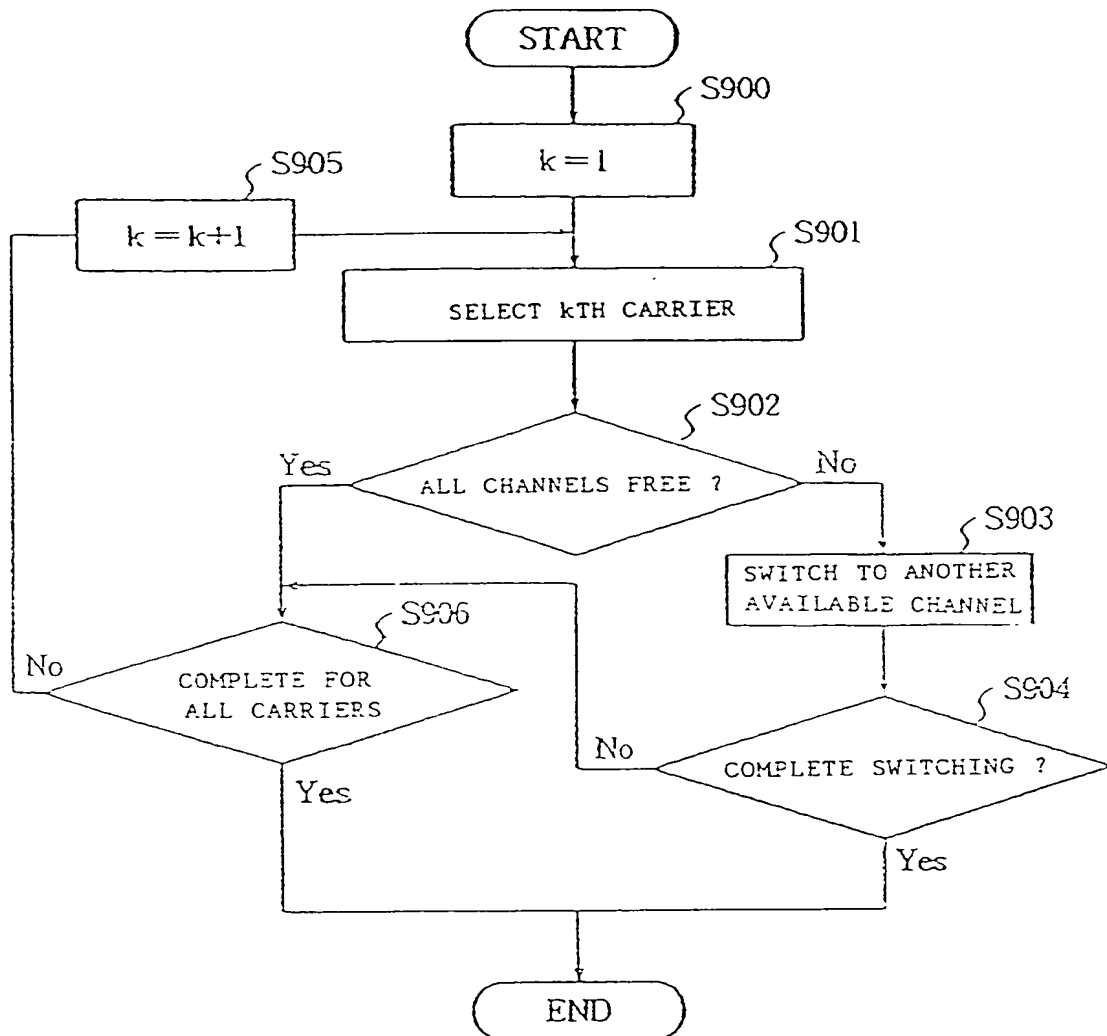 START
S900
k = 1
S905
k = k+1
S901
SELECT kTH CARRIER
S902
Yes
No
ALL CHANNELS FREE ?
S903
SWITCH TO ANOTHER
AVAILABLE CHANNEL
S906
No
COMPLETE FOR
ALL CARRIERS
S904
No
COMPLETE SWITCHING ?
Yes
Yes
END